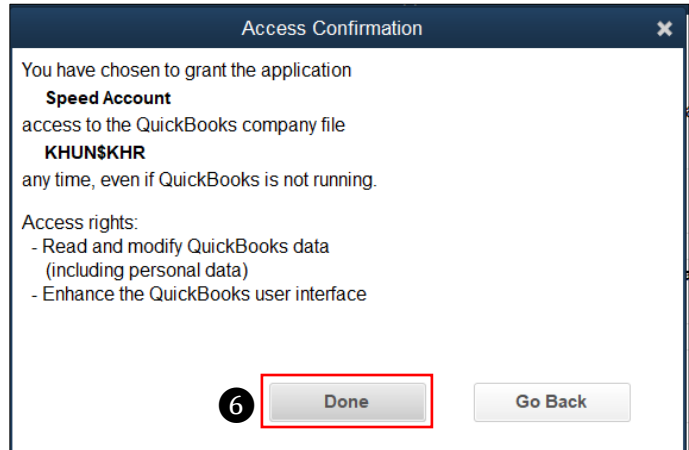 Access Confirmation
You have chosen to grant the application
Speed Account
access to the QuickBooks company file
KHUN$KHR
any time, even if QuickBooks is not running.
Access rights:
- Read and modify QuickBooks data
(including personal data)
- Enhance the QuickBooks user interface
6 Done Go Back